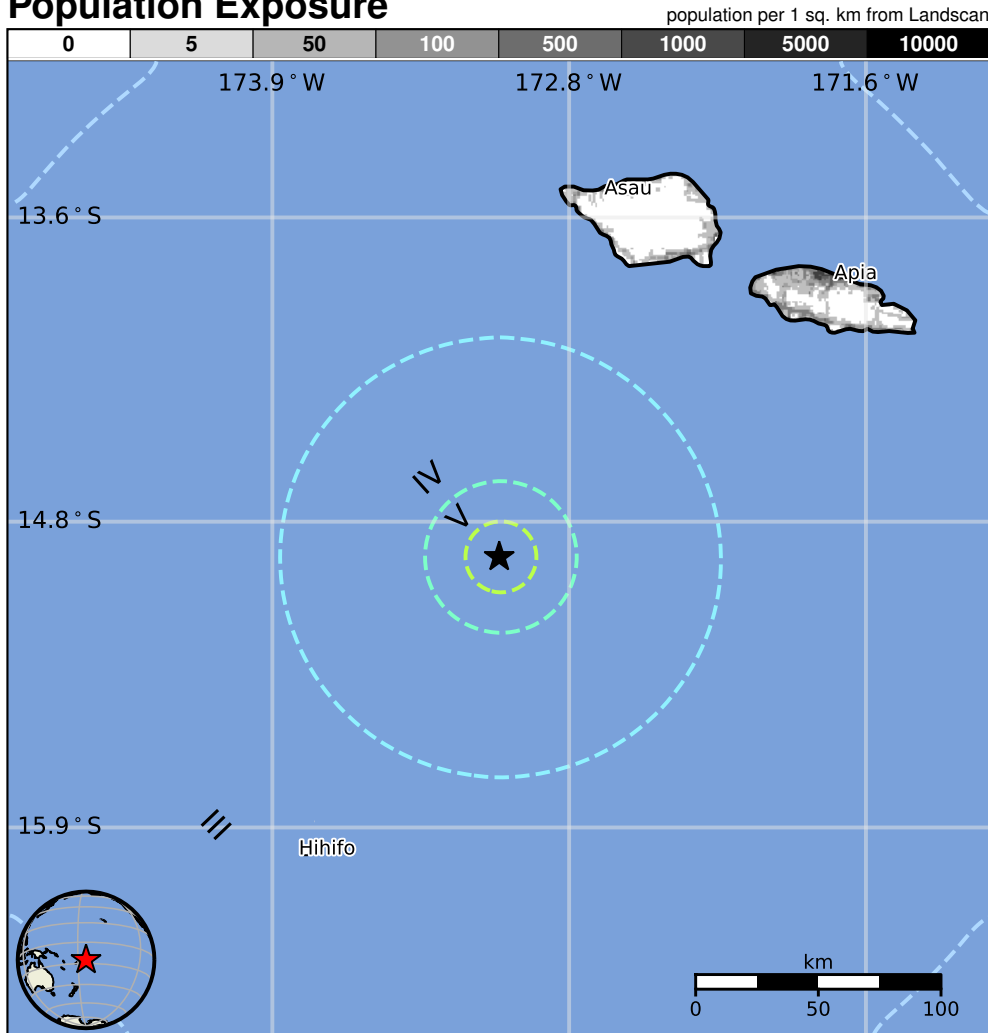 Population Exposure
population per 1 sq. km from Landscan
0 5 50 100 500 1000 5000 10000
173.9°W 172.8°W 171.6°W
Asau
13.6°S
Apia
IV
V
14.8°S
III
15.9°S
Hihifo
km
0 50 100